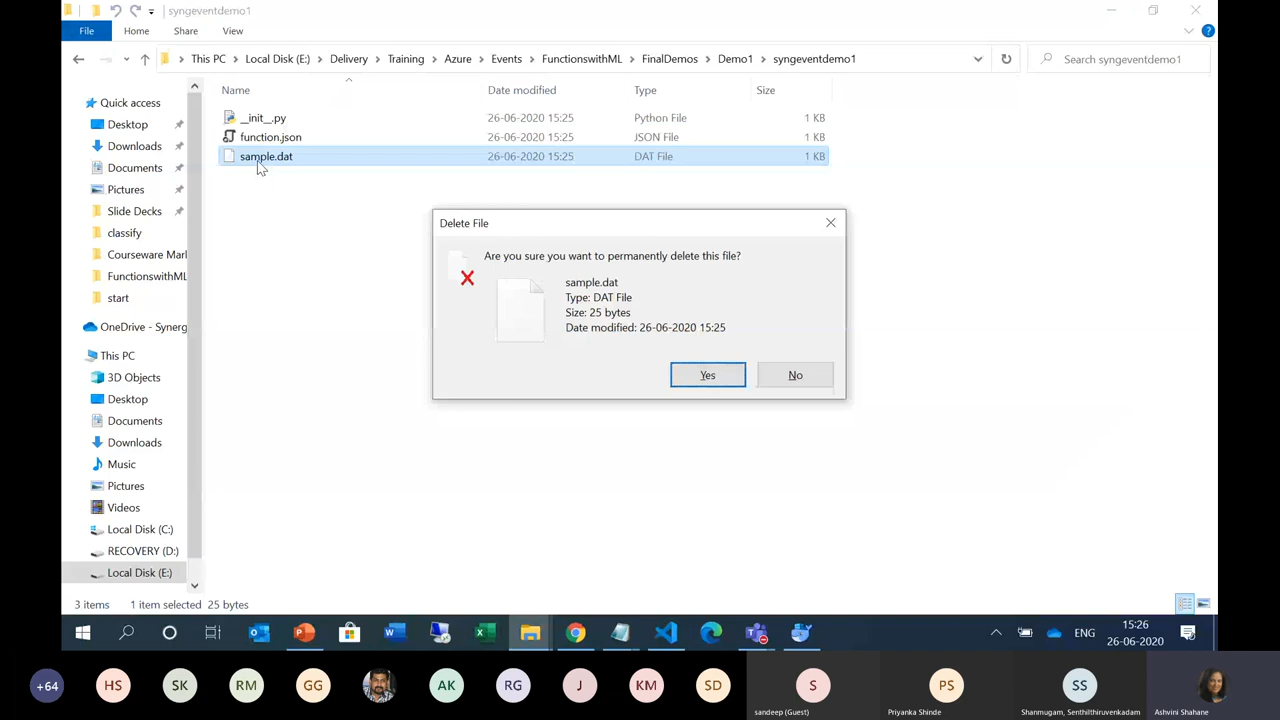 syngeventdemo1
File Home Share View
This PC Local Disk (E:) Delivery Training Azure Events FunctionswithML FinalDemos Demo1 syngeventdemo1 Search syngeventdemo1
Name Date modified Type Size
__init__.py 26-06-2020 15:25 Python File 1 KB
function.json 26-06-2020 15:25 JSON File 1 KB
sample.dat 26-06-2020 15:25 DAT File 1 KB
Quick access
Desktop
Downloads
Documents
Pictures
Slide Decks
classify
Courseware Mar
FunctionswithML
start
OneDrive - Synerg
This PC
3D Objects
Desktop
Documents
Downloads
Music
Pictures
Videos
Local Disk (C:)
RECOVERY (D:)
Local Disk (E:)
Delete File
Are you sure you want to permanently delete this file?
sample.dat
Type: DAT File
Size: 25 bytes
Date modified: 26-06-2020 15:25
Yes No
3 items 1 item selected 25 bytes
ENG 15:26
26-06-2020
+64 HS SK RM GG AK RG J KM SD S PS SS
sandeep (Guest) Priyanka Shinde Shanmugam, Senthilthiruvenkadam Ashvini Shahane